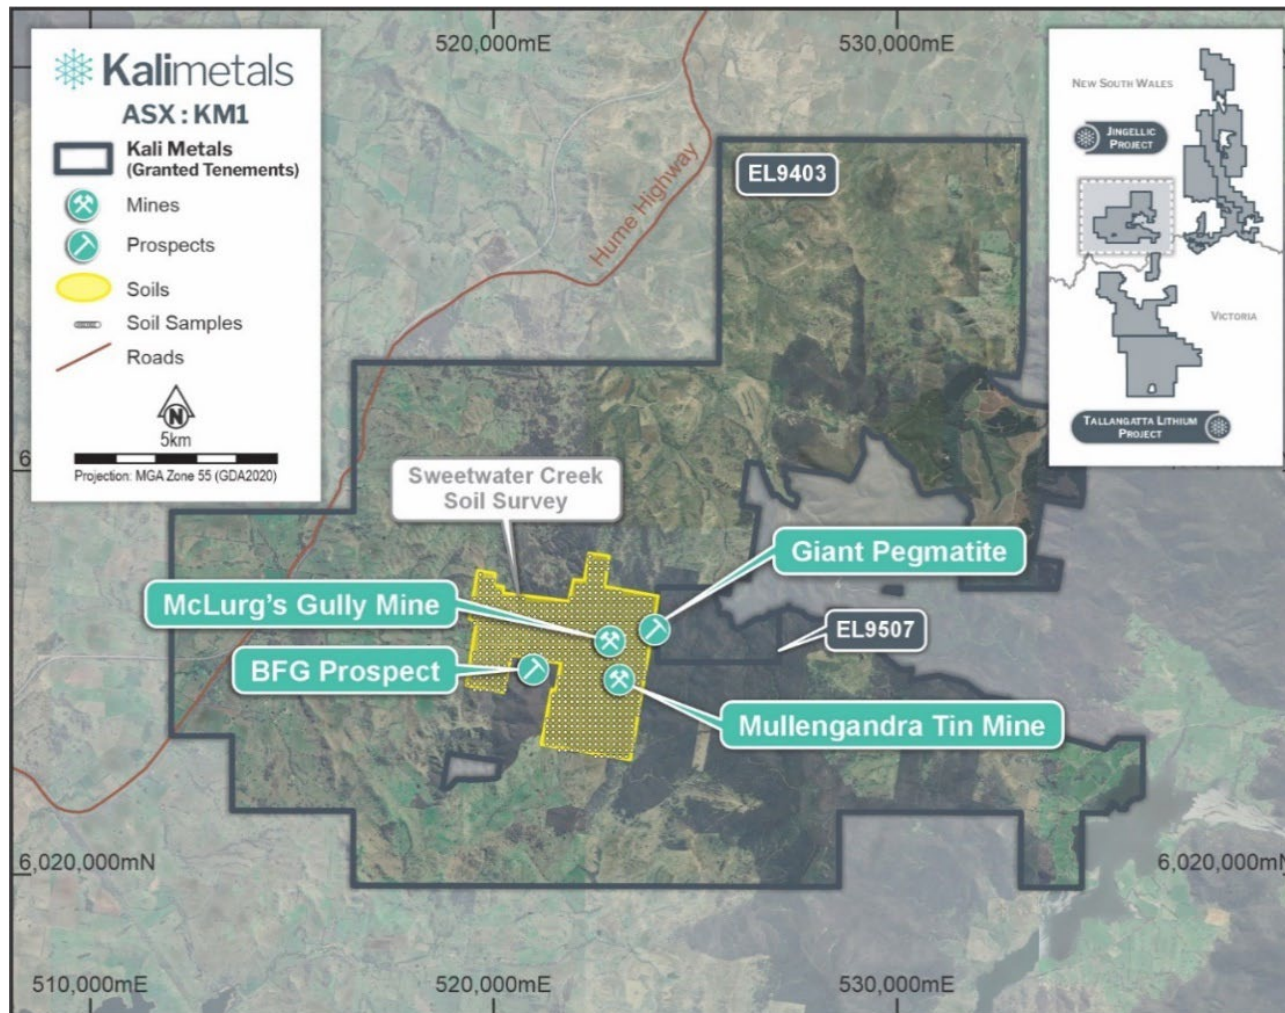 520,000mE
530,000mE
Kalimetals
ASX : KM1
Kali Metals
(Granted Tenements)
Mines
Prospects
Soils
Soil Samples
Roads
N
5km
Projection: MGA Zone 55 (GDA2020)
Hume Highway
EL9403
NEW SOUTH WALES
JINGELLIC
PROJECT
VICTORIA
TALLANGATTA LITHIUM
PROJECT
Sweetwater Creek
Soil Survey
Giant Pegmatite
McLurg's Gully Mine
EL9507
BFG Prospect
Mullengandra Tin Mine
6,020,000mN
6,020,000mN
510,000mE
520,000mE
530,000mE